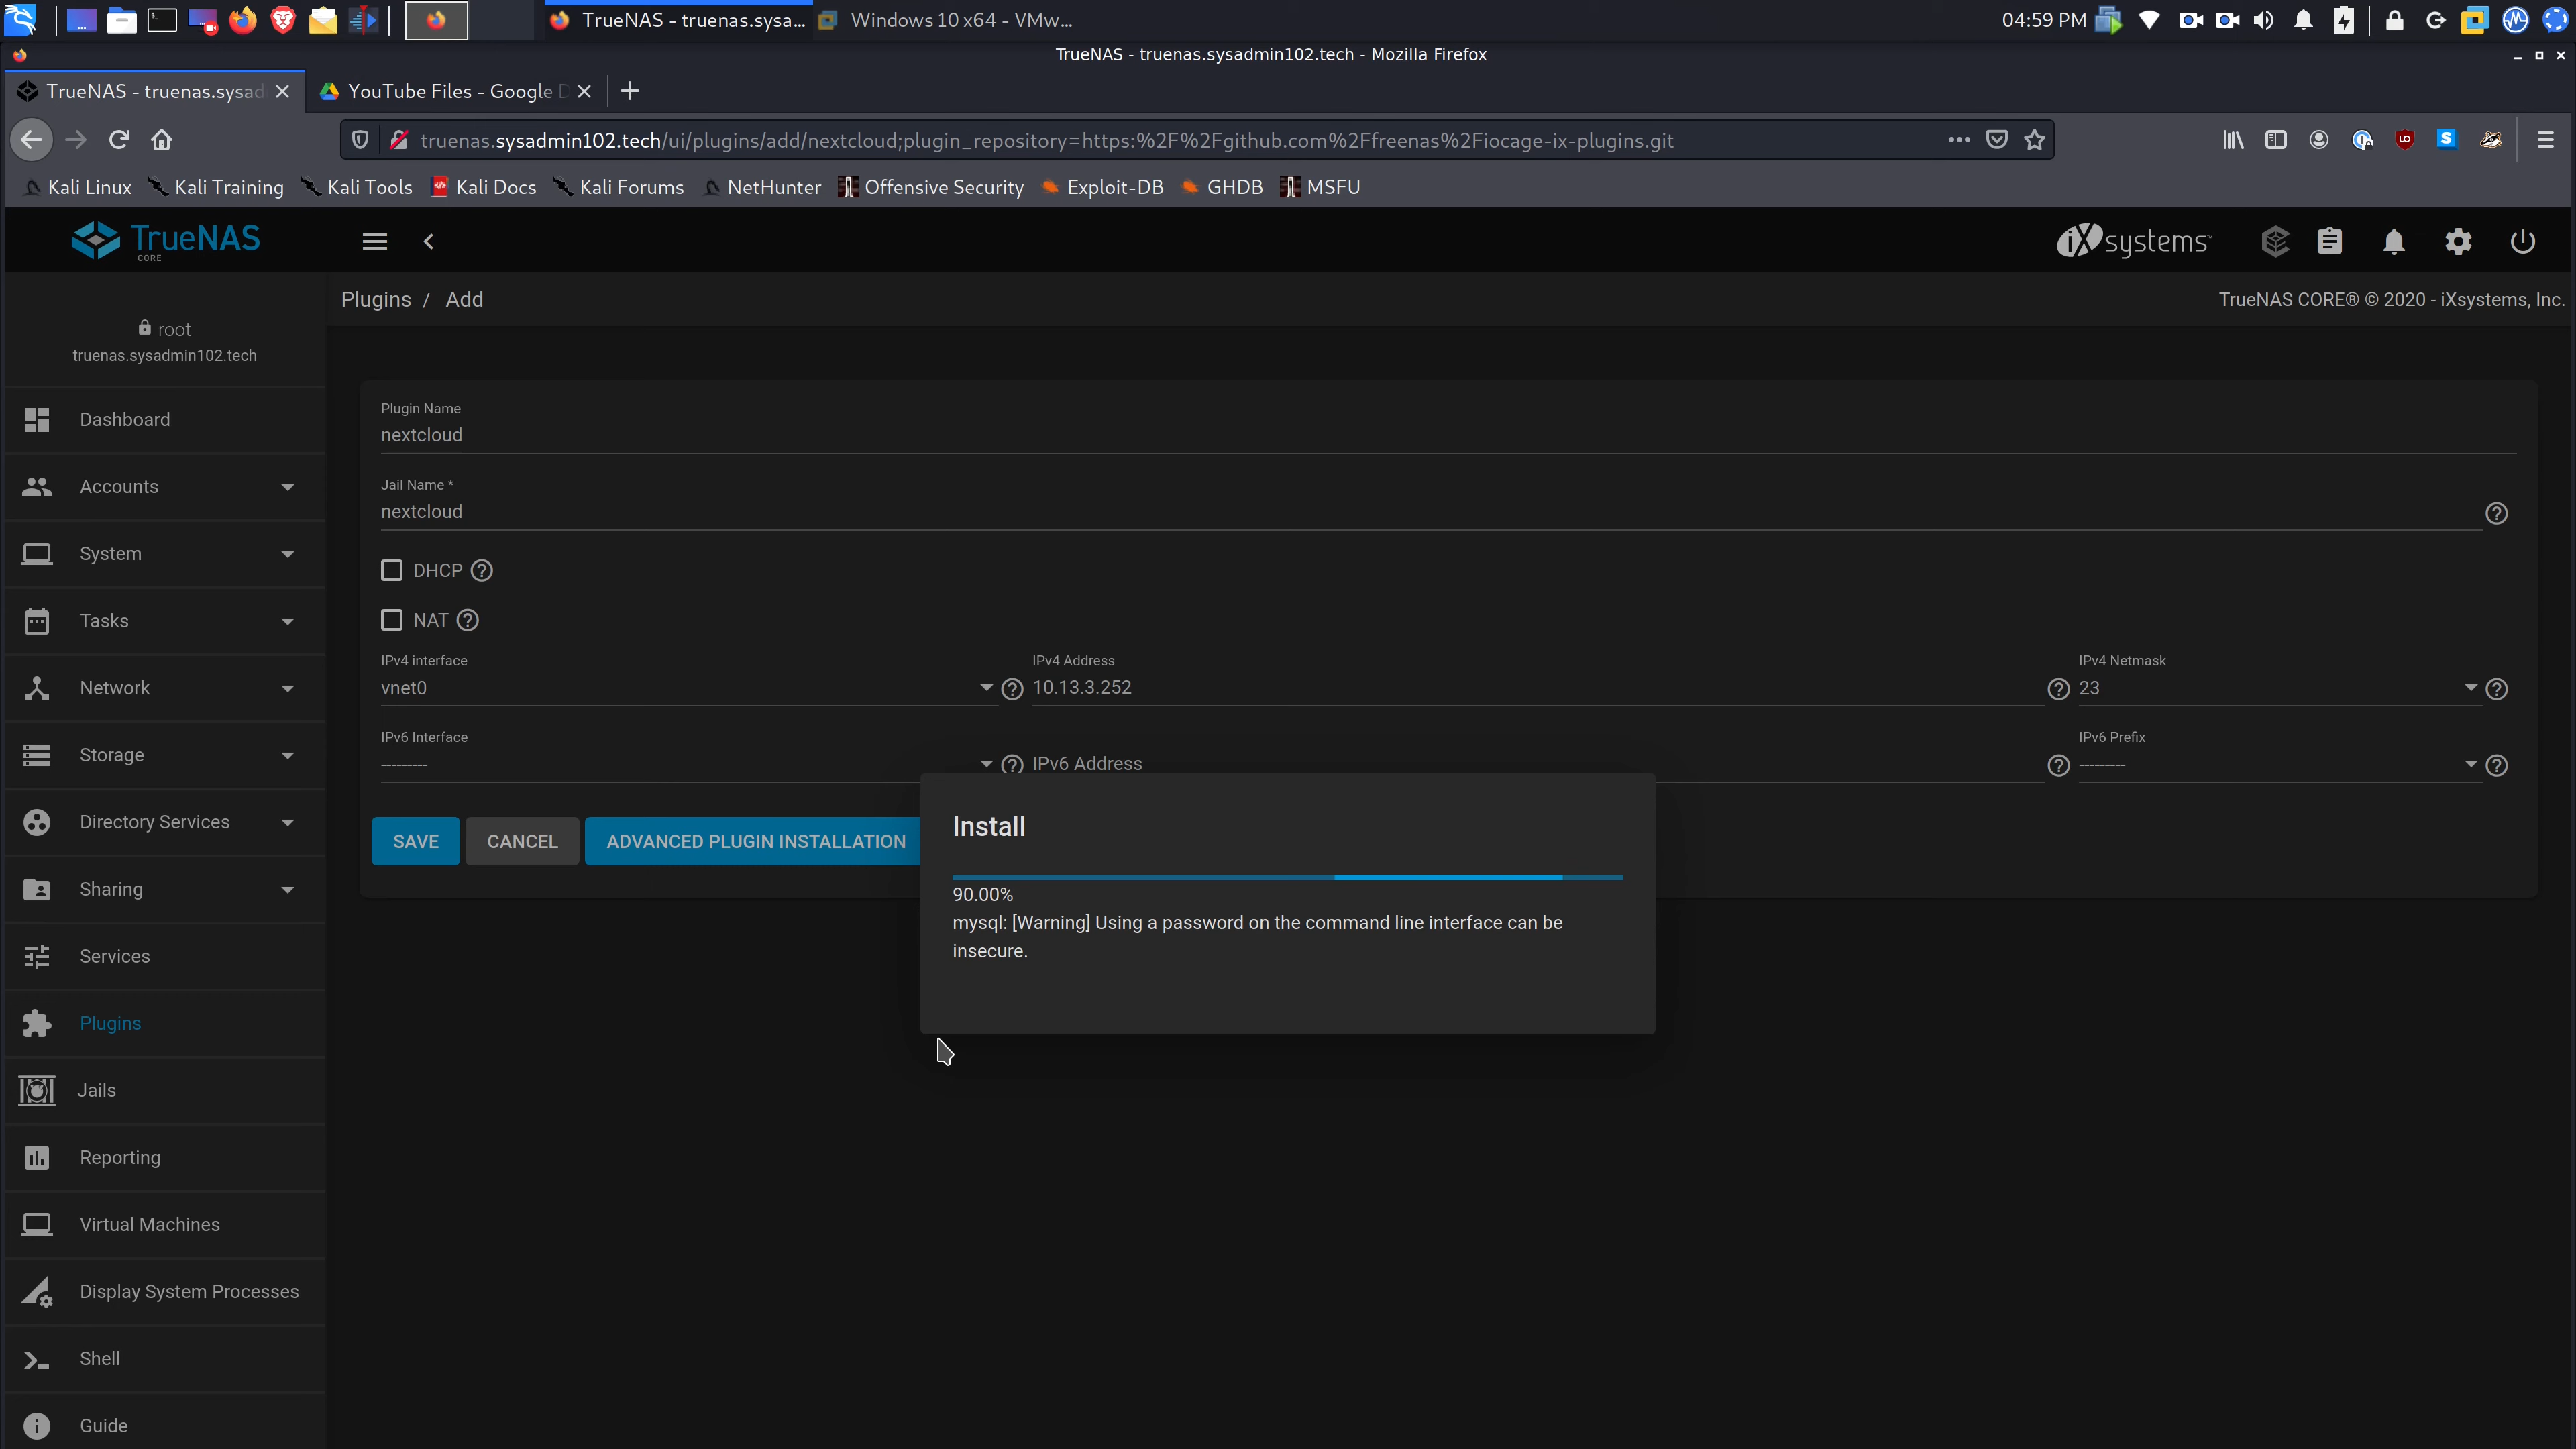 TrueNAS - truenas.sysa...
Windows 10 x64 - VMw...
04:59 PM
TrueNAS - truenas.sysadmin102.tech - Mozilla Firefox
TrueNAS - truenas.sysad
YouTube Files - Google D
truenas.sysadmin102.tech/ui/plugins/add/nextcloud;plugin_repository=https:%2F%2Fgithub.com%2Ffreenas%2Fiocage-ix-plugins.git
Kali Linux
Kali Training
Kali Tools
Kali Docs
Kali Forums
NetHunter
Offensive Security
Exploit-DB
GHDB
MSFU
TrueNAS
CORE
iXsystems™
Plugins / Add
TrueNAS CORE® © 2020 - iXsystems, Inc.
root
truenas.sysadmin102.tech
Dashboard
Accounts
System
Tasks
Network
Storage
Directory Services
Sharing
Services
Plugins
Jails
Reporting
Virtual Machines
Display System Processes
Shell
Guide
Plugin Name
nextcloud
Jail Name *
nextcloud
DHCP
NAT
IPv4 interface
vnet0
IPv4 Address
10.13.3.252
IPv4 Netmask
23
IPv6 Interface
---------
IPv6 Address
IPv6 Prefix
---------
SAVE
CANCEL
ADVANCED PLUGIN INSTALLATION
Install
90.00%
mysql: [Warning] Using a password on the command line interface can be
insecure.